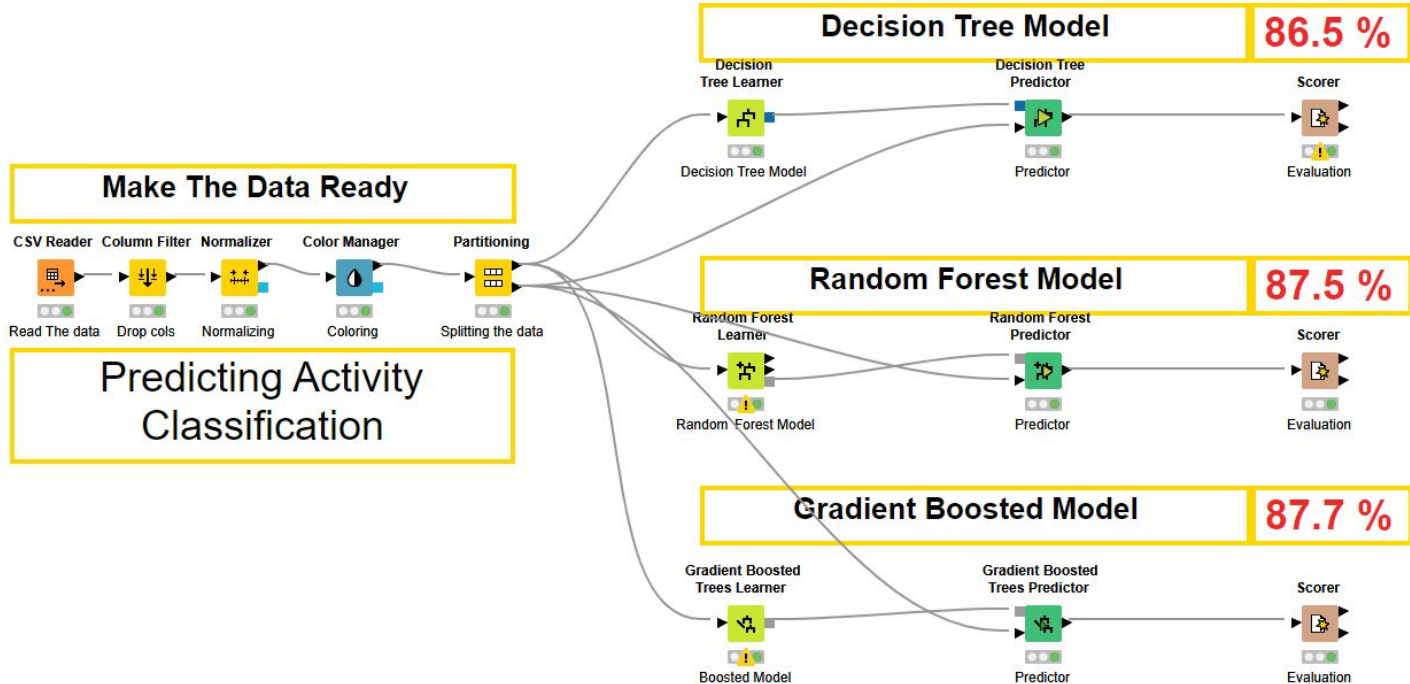 Decision Tree Model
86.5 %
Decision
Tree Learner
Decision Tree
Predictor
Scorer
Decision Tree Model
Predictor
Evaluation
Make The Data Ready
CSV Reader
Column Filter
Normalizer
Color Manager
Partitioning
Read The data
Drop cols
Normalizing
Coloring
Splitting the data
Predicting Activity
Classification
Random Forest Model
87.5 %
Random Forest
Learner
Random Forest
Predictor
Scorer
Random Forest Model
Predictor
Evaluation
Gradient Boosted Model
87.7 %
Gradient Boosted
Trees Learner
Gradient Boosted
Trees Predictor
Scorer
Boosted Model
Predictor
Evaluation